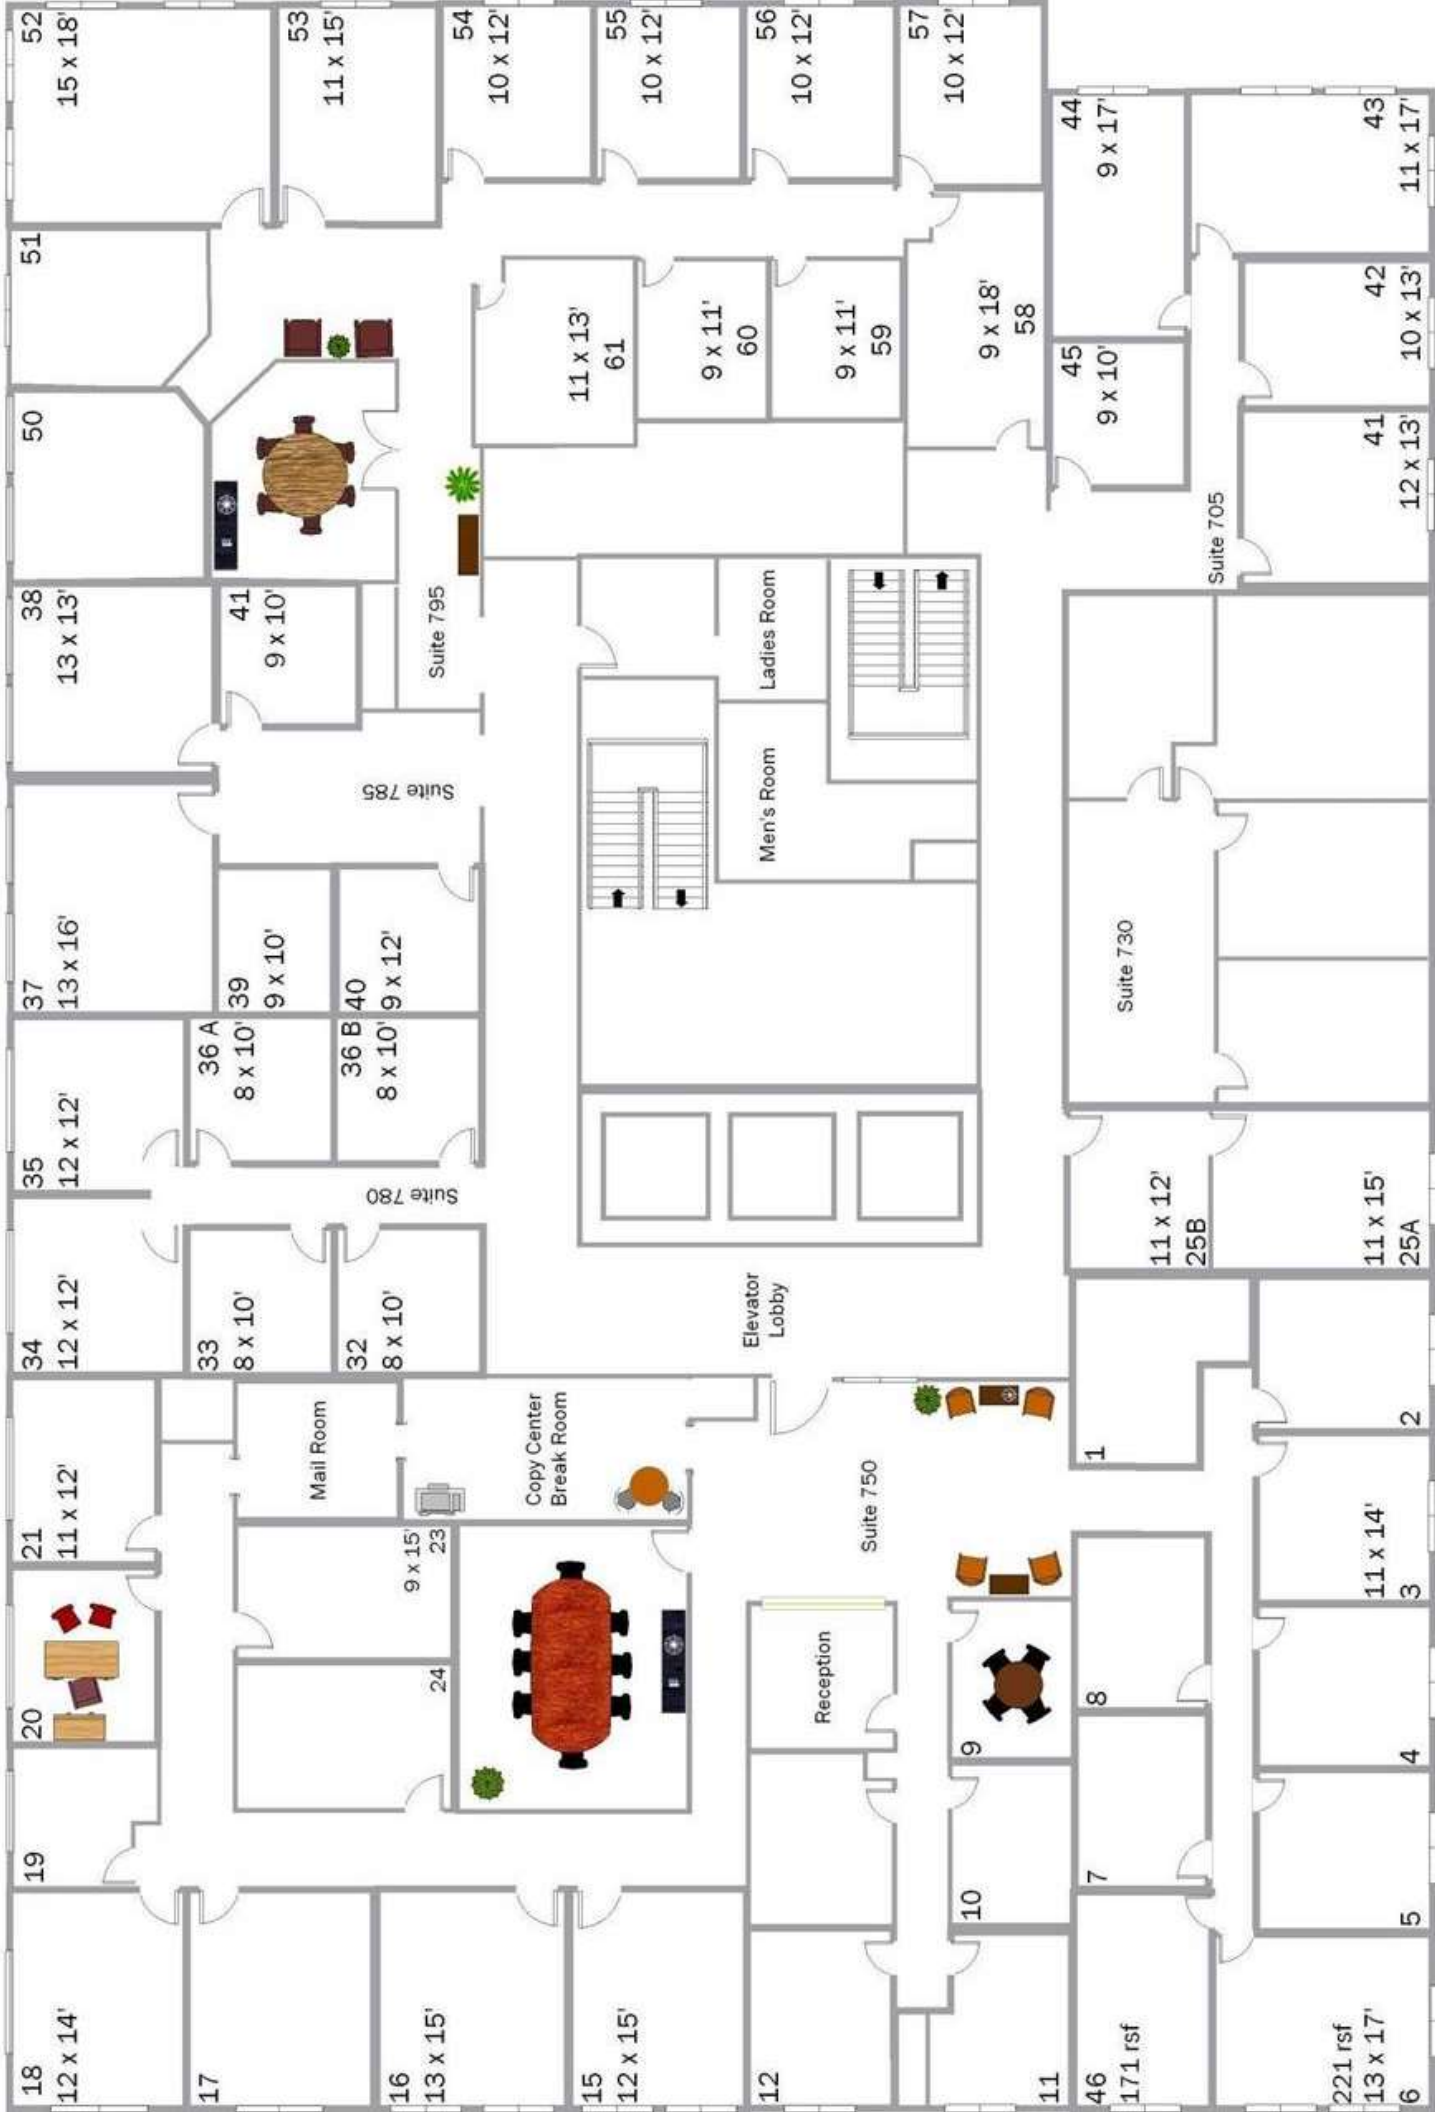 52
15 x 18'
53
11 x 15'
54
10 x 12'
55
10 x 12'
56
10 x 12'
57
10 x 12'
44
9 x 17'
43
11 x 17'
51
50
11 x 13'
61
9 x 11'
60
9 x 11'
59
9 x 18'
58
45
9 x 10'
42
10 x 13'
41
12 x 13'
Suite 705
38
13 x 13'
41
9 x 10'
Suite 795
Ladies Room
Men's Room
Suite 785
37
13 x 16'
39
9 x 10'
40
9 x 12'
Suite 730
35
12 x 12'
36 A
8 x 10'
36 B
8 x 10'
Suite 780
34
12 x 12'
33
8 x 10'
32
8 x 10'
Elevator
Lobby
11 x 12'
25B
11 x 15'
25A
21
11 x 12'
Mail Room
Copy Center
Break Room
Suite 750
1
2
11 x 14'
3
20
9 x 15'
23
24
Reception
9
8
4
19
10
7
5
18
12 x 14'
17
16
13 x 15'
15
12 x 15'
12
11
46
171 rsf
221 rsf
13 x 17'
6